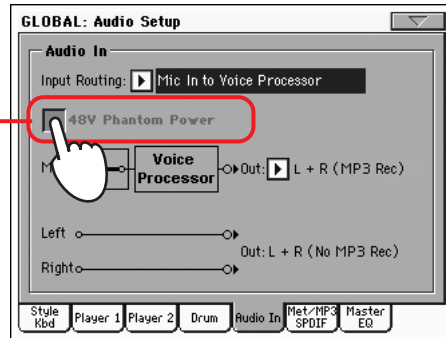 GLOBAL: Audio Setup
Audio In
Input Routing: Mic In to Voice Processor
48V Phantom Power
Voice Processor
Out: L + R (MP3 Rec)
Left
Out: L + R (No MP3 Rec)
Right
Style Kbd Player 1 Player 2 Drum Audio In Met/MP3 SPDIF Master EQ